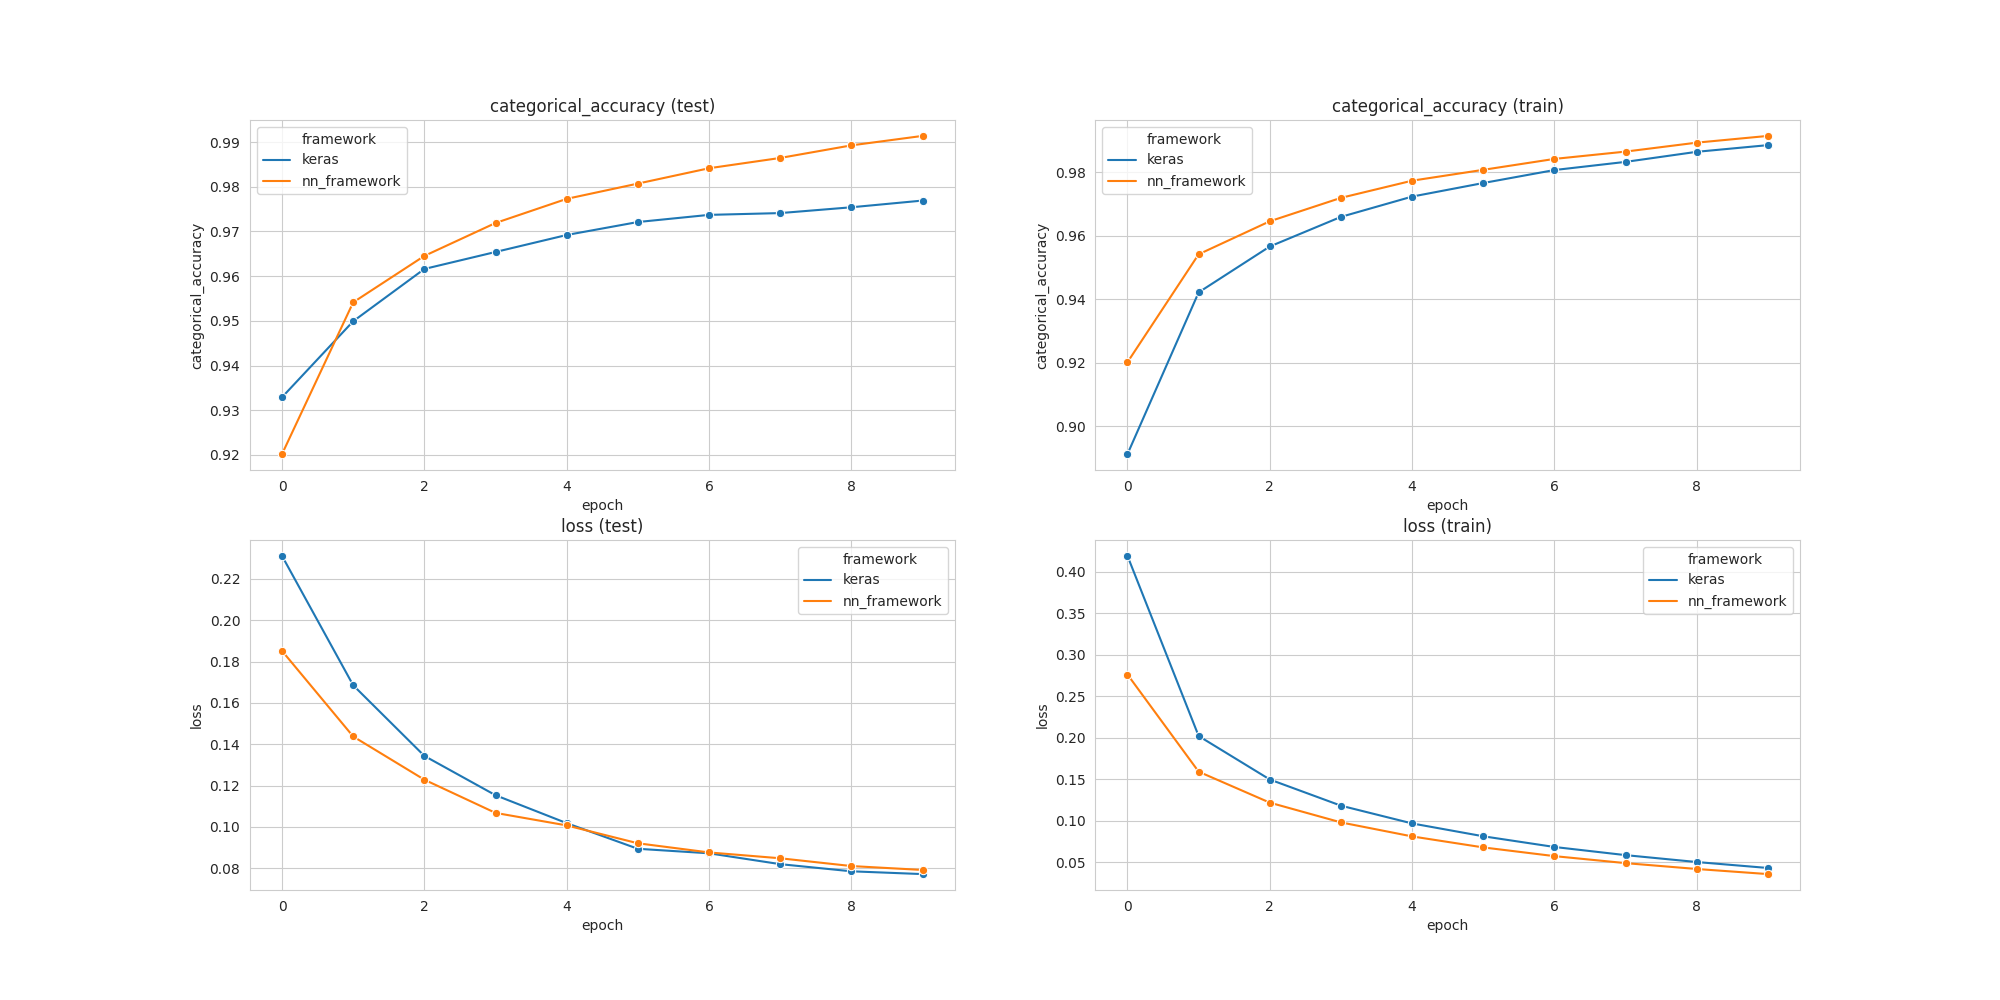 categorical_accuracy (test)
framework
keras
nn_framework
categorical_accuracy
0.99
0.98
0.97
0.96
0.95
0.94
0.93
0.92
0 2 4 6 8
epoch
categorical_accuracy (train)
framework
keras
nn_framework
categorical_accuracy
0.98
0.96
0.94
0.92
0.90
0 2 4 6 8
epoch
loss (test)
framework
keras
nn_framework
loss
0.22
0.20
0.18
0.16
0.14
0.12
0.10
0.08
0 2 4 6 8
epoch
loss (train)
framework
keras
nn_framework
loss
0.40
0.35
0.30
0.25
0.20
0.15
0.10
0.05
0 2 4 6 8
epoch